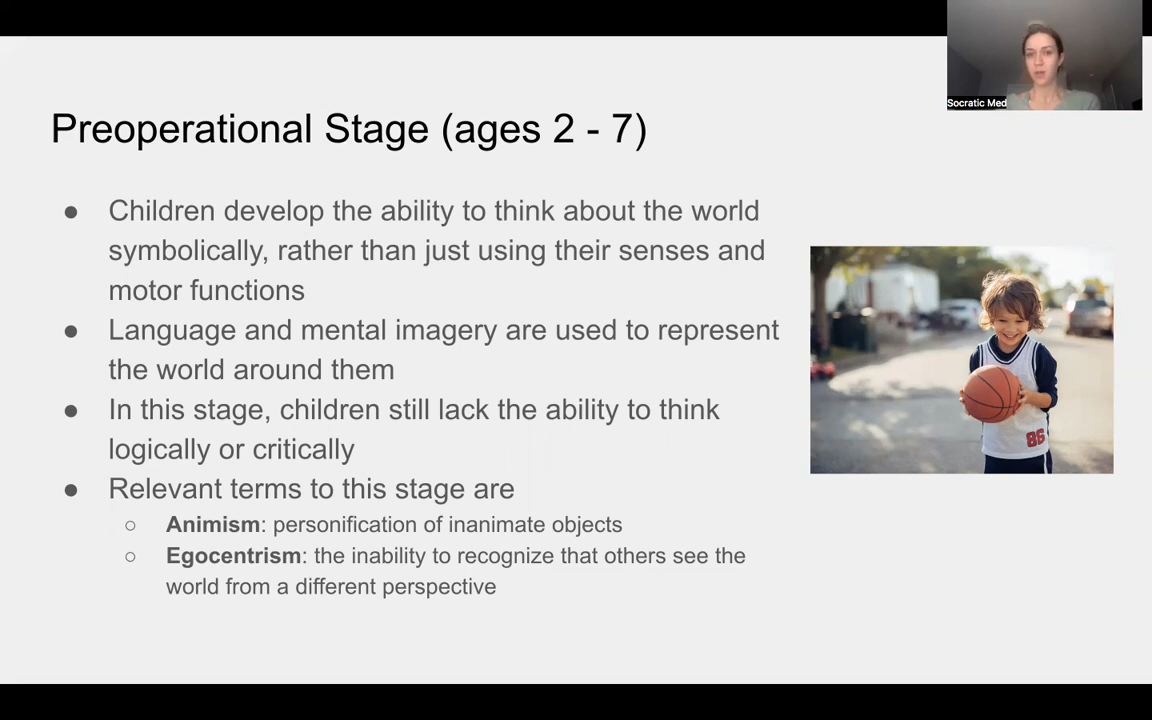 Socratic Med
Preoperational Stage (ages 2 - 7)
● Children develop the ability to think about the world
symbolically, rather than just using their senses and
motor functions
● Language and mental imagery are used to represent
the world around them
● In this stage, children still lack the ability to think
logically or critically
● Relevant terms to this stage are
○ Animism: personification of inanimate objects
○ Egocentrism: the inability to recognize that others see the
world from a different perspective
86